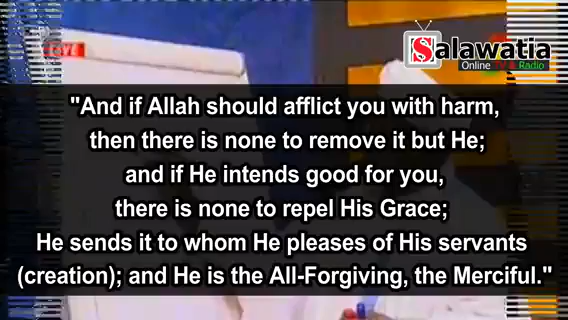 LIVE
Salawatia
Online TV & Radio
"And if Allah should afflict you with harm,
then there is none to remove it but He;
and if He intends good for you,
there is none to repel His Grace;
He sends it to whom He pleases of His servants
(creation); and He is the All-Forgiving, the Merciful."